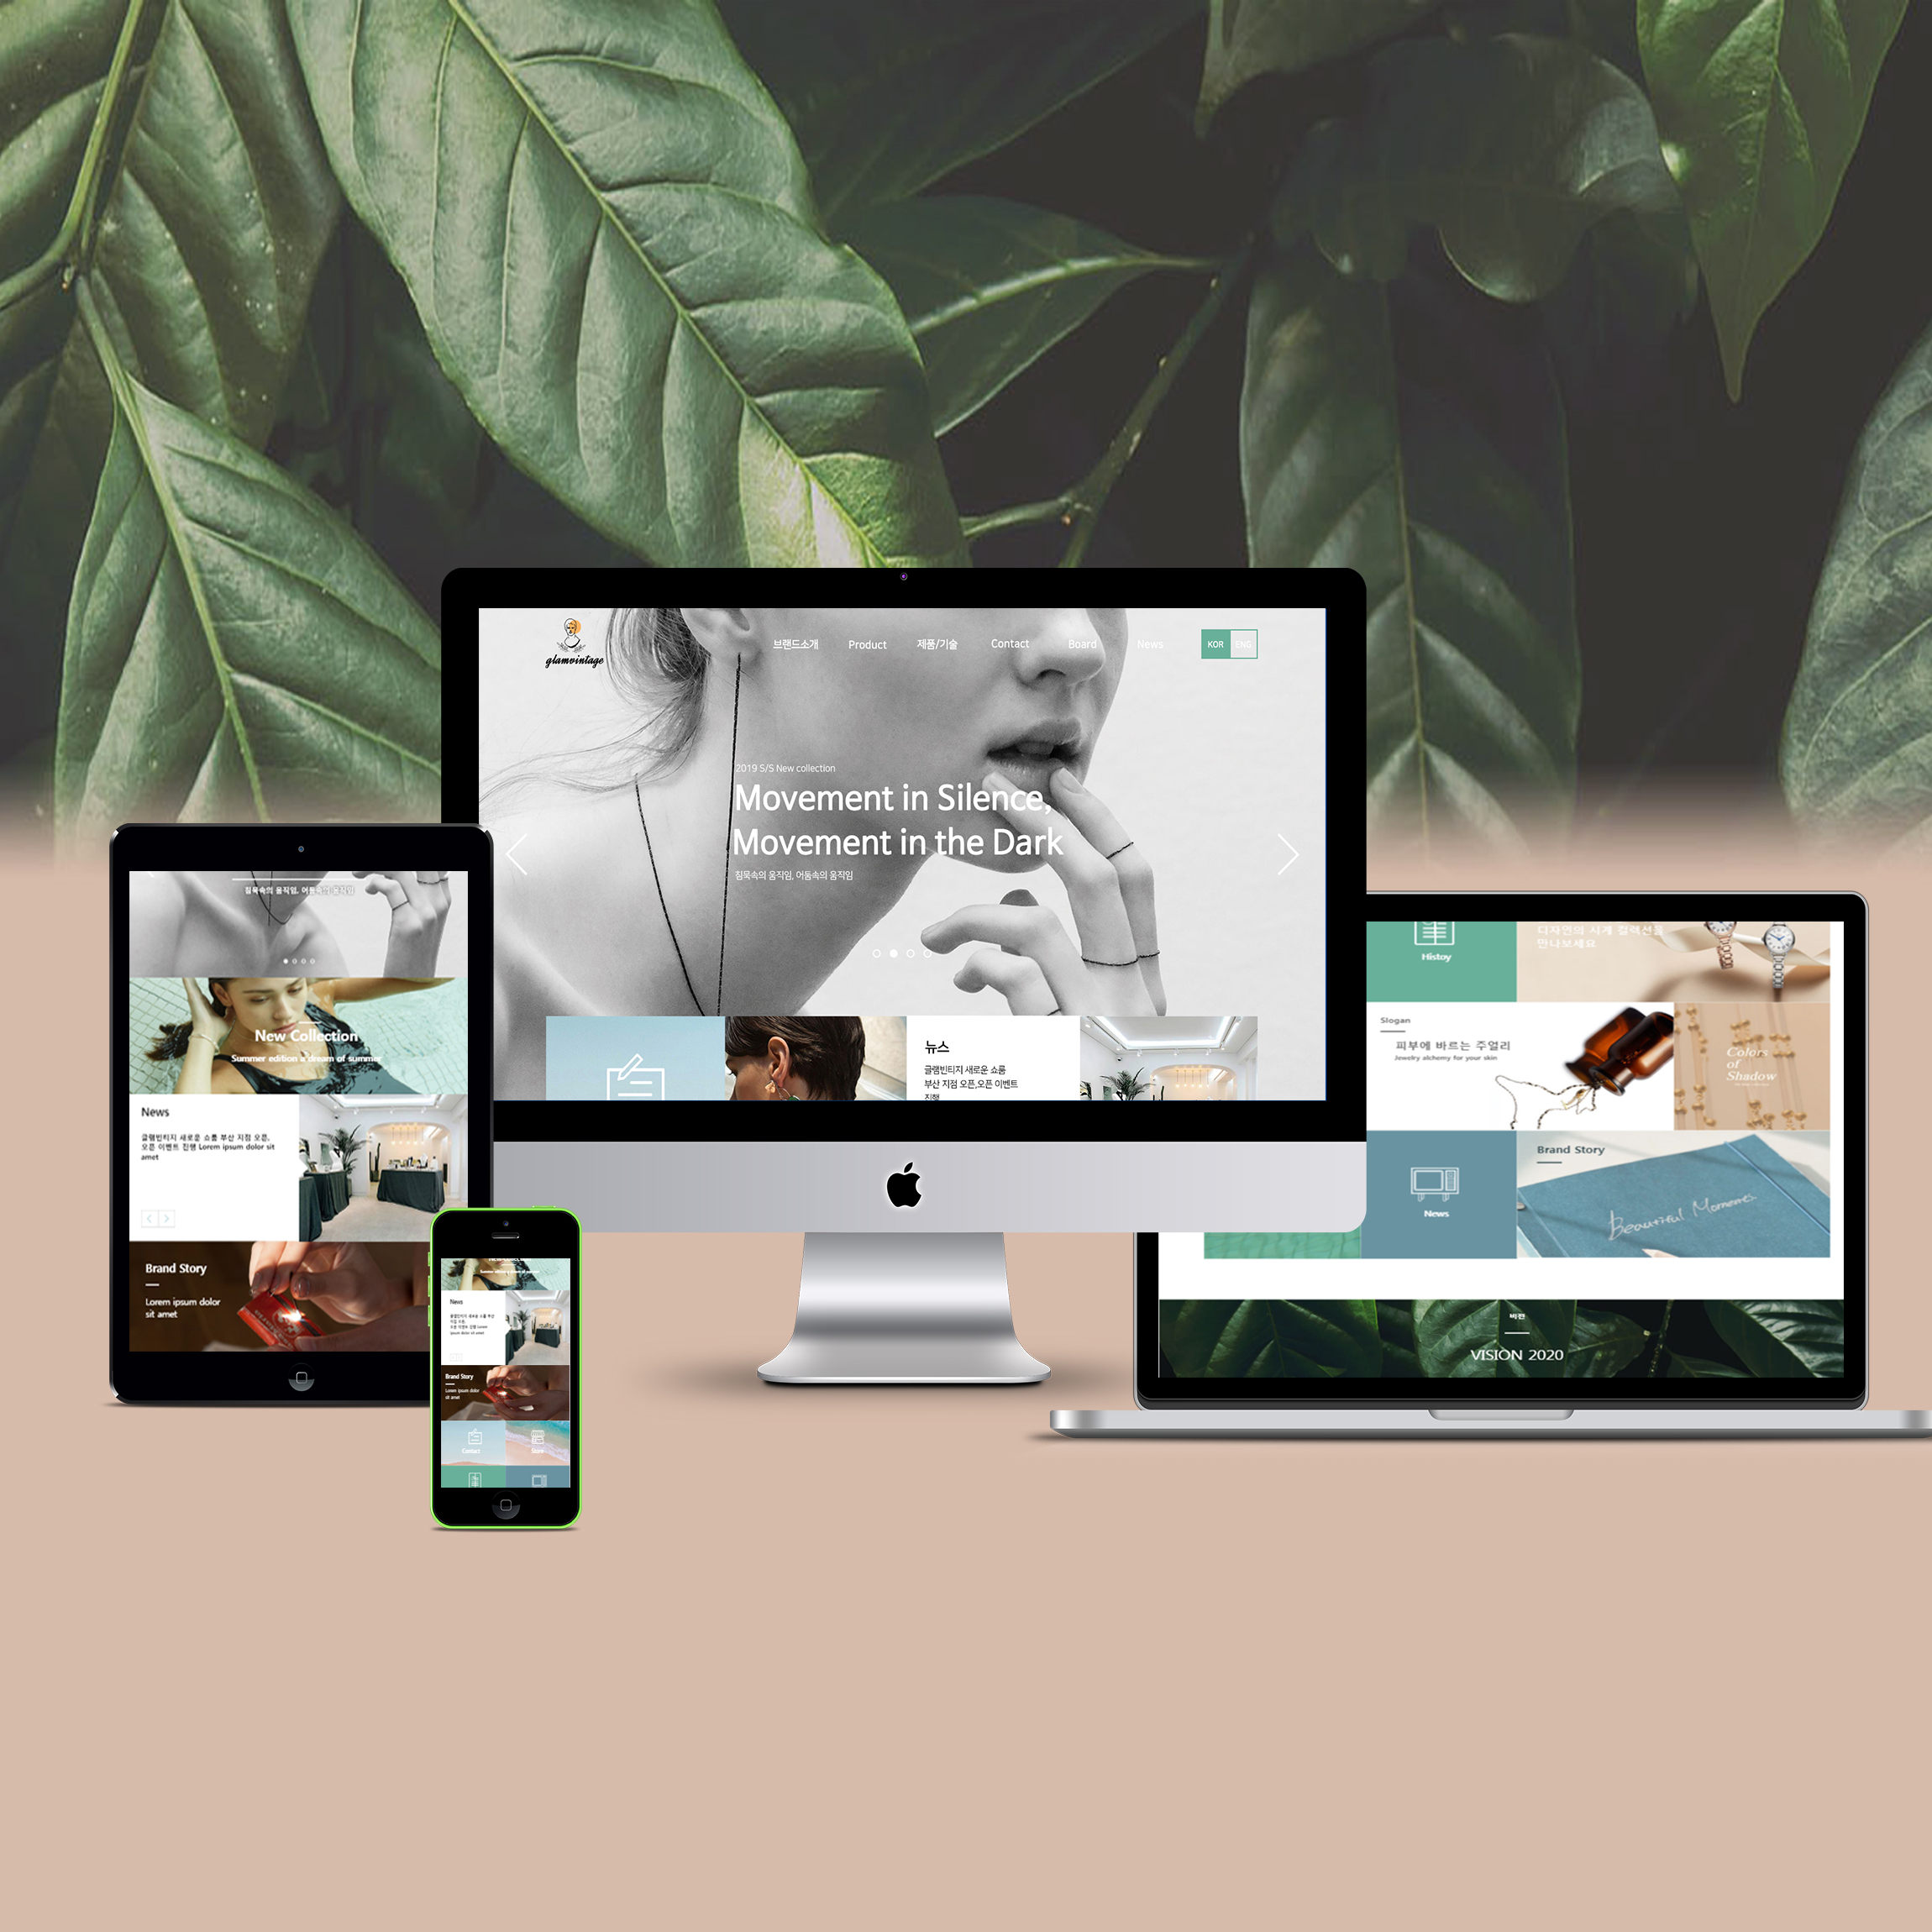 glamvintage
브랜드소개 Product 제품/기술 Contact Board News KOR ENG
2019 S/S New collection
Movement in Silence,
Movement in the Dark
침묵속의 움직임, 어둠속의 움직임
뉴스
글램빈티지 새로운 쇼룸
부산 지점 오픈,오픈 이벤트
진행
침묵속의 움직임, 어둠속의 움직임
New Collection
Summer edition a dream of summer
News
글램빈티지 새로운 쇼룸 부산 지점 오픈,
오픈 이벤트 진행 Lorem ipsum dolor sit
amet
Brand Story
Lorem ipsum dolor
sit amet
News
Brand Story
Lorem ipsum dolor
sit amet
Contact
Store
디자인의 시계 컬렉션을
만나보세요
Histoy
Slogan
피부에 바르는 주얼리
Jewelry alchemy for your skin
Colors
of
Shadow
News
Brand Story
Beautiful Moments
비전
VISION 2020